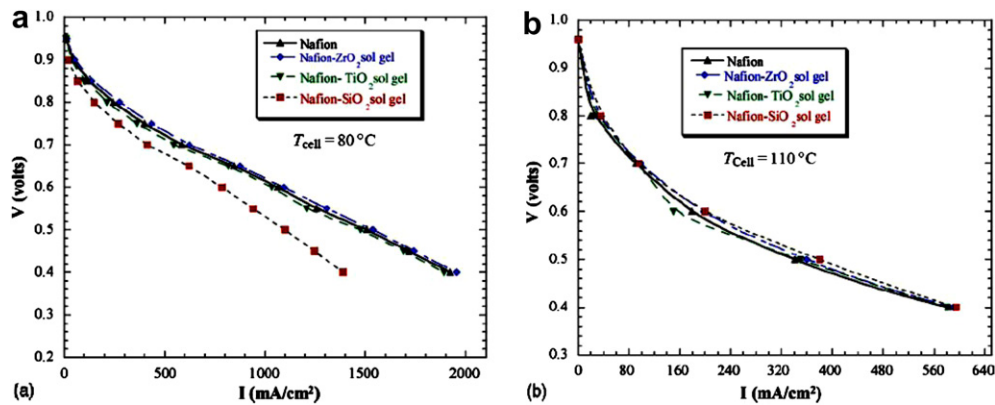 a
Nafion
Nafion-ZrO₂sol gel
Nafion- TiO₂sol gel
Nafion-SiO₂sol gel
T_cell = 80 °C
V (volts)
1.0
0.9
0.8
0.7
0.6
0.5
0.4
0.3
0.2
0
500
1000
1500
2000
(a)
I (mA/cm²)
b
Nafion
Nafion-ZrO₂sol gel
Nafion- TiO₂sol gel
Nafion-SiO₂sol gel
T_Cell = 110 °C
V (volts)
1.0
0.9
0.8
0.7
0.6
0.5
0.4
0.3
0
80
160
240
320
400
480
560
640
(b)
I (mA/cm²)